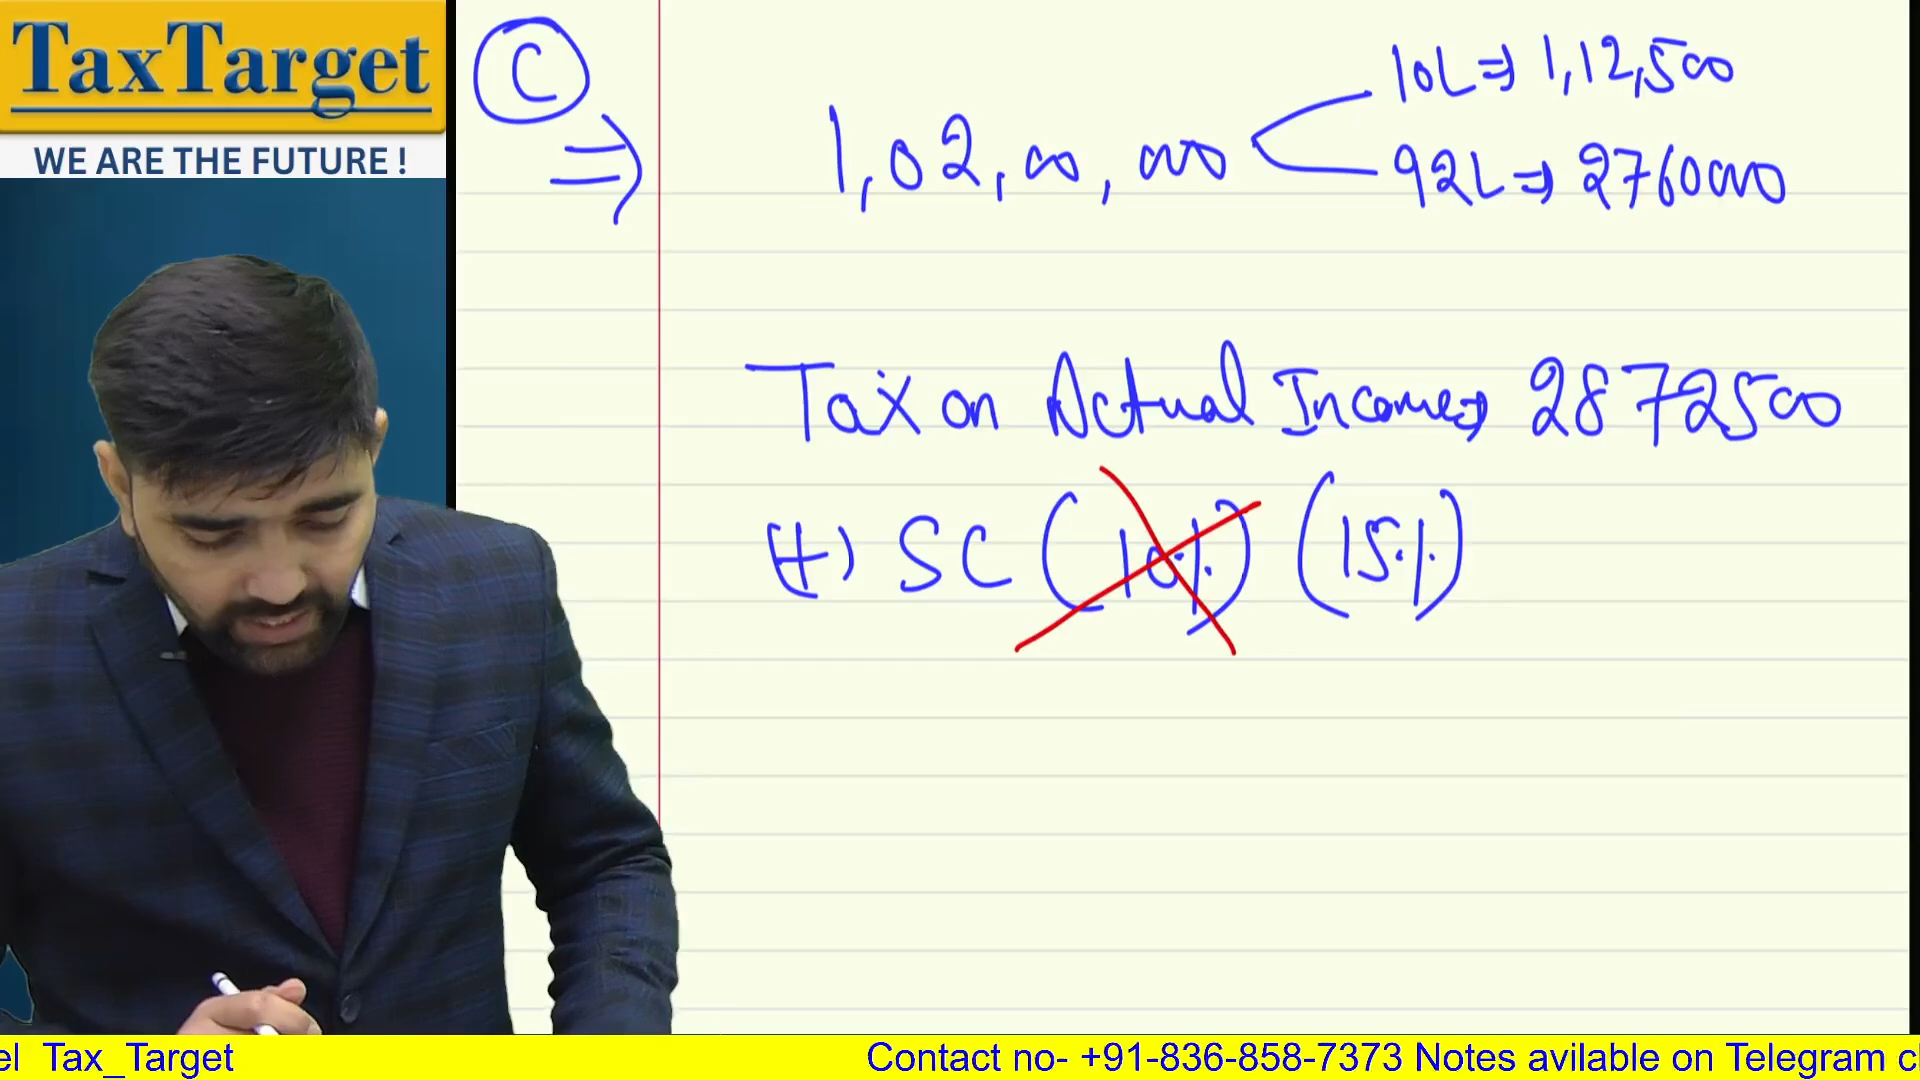 TaxTarget
WE ARE THE FUTURE !
C
⇒ 1,02,00,000
10L ⇒ 1,12,500
92L ⇒ 2760000
Tax on Actual Income ⇒ 2872500
(+) SC (10%) (15%)
el Tax_Target Contact no- +91-836-858-7373 Notes avilable on Telegram c